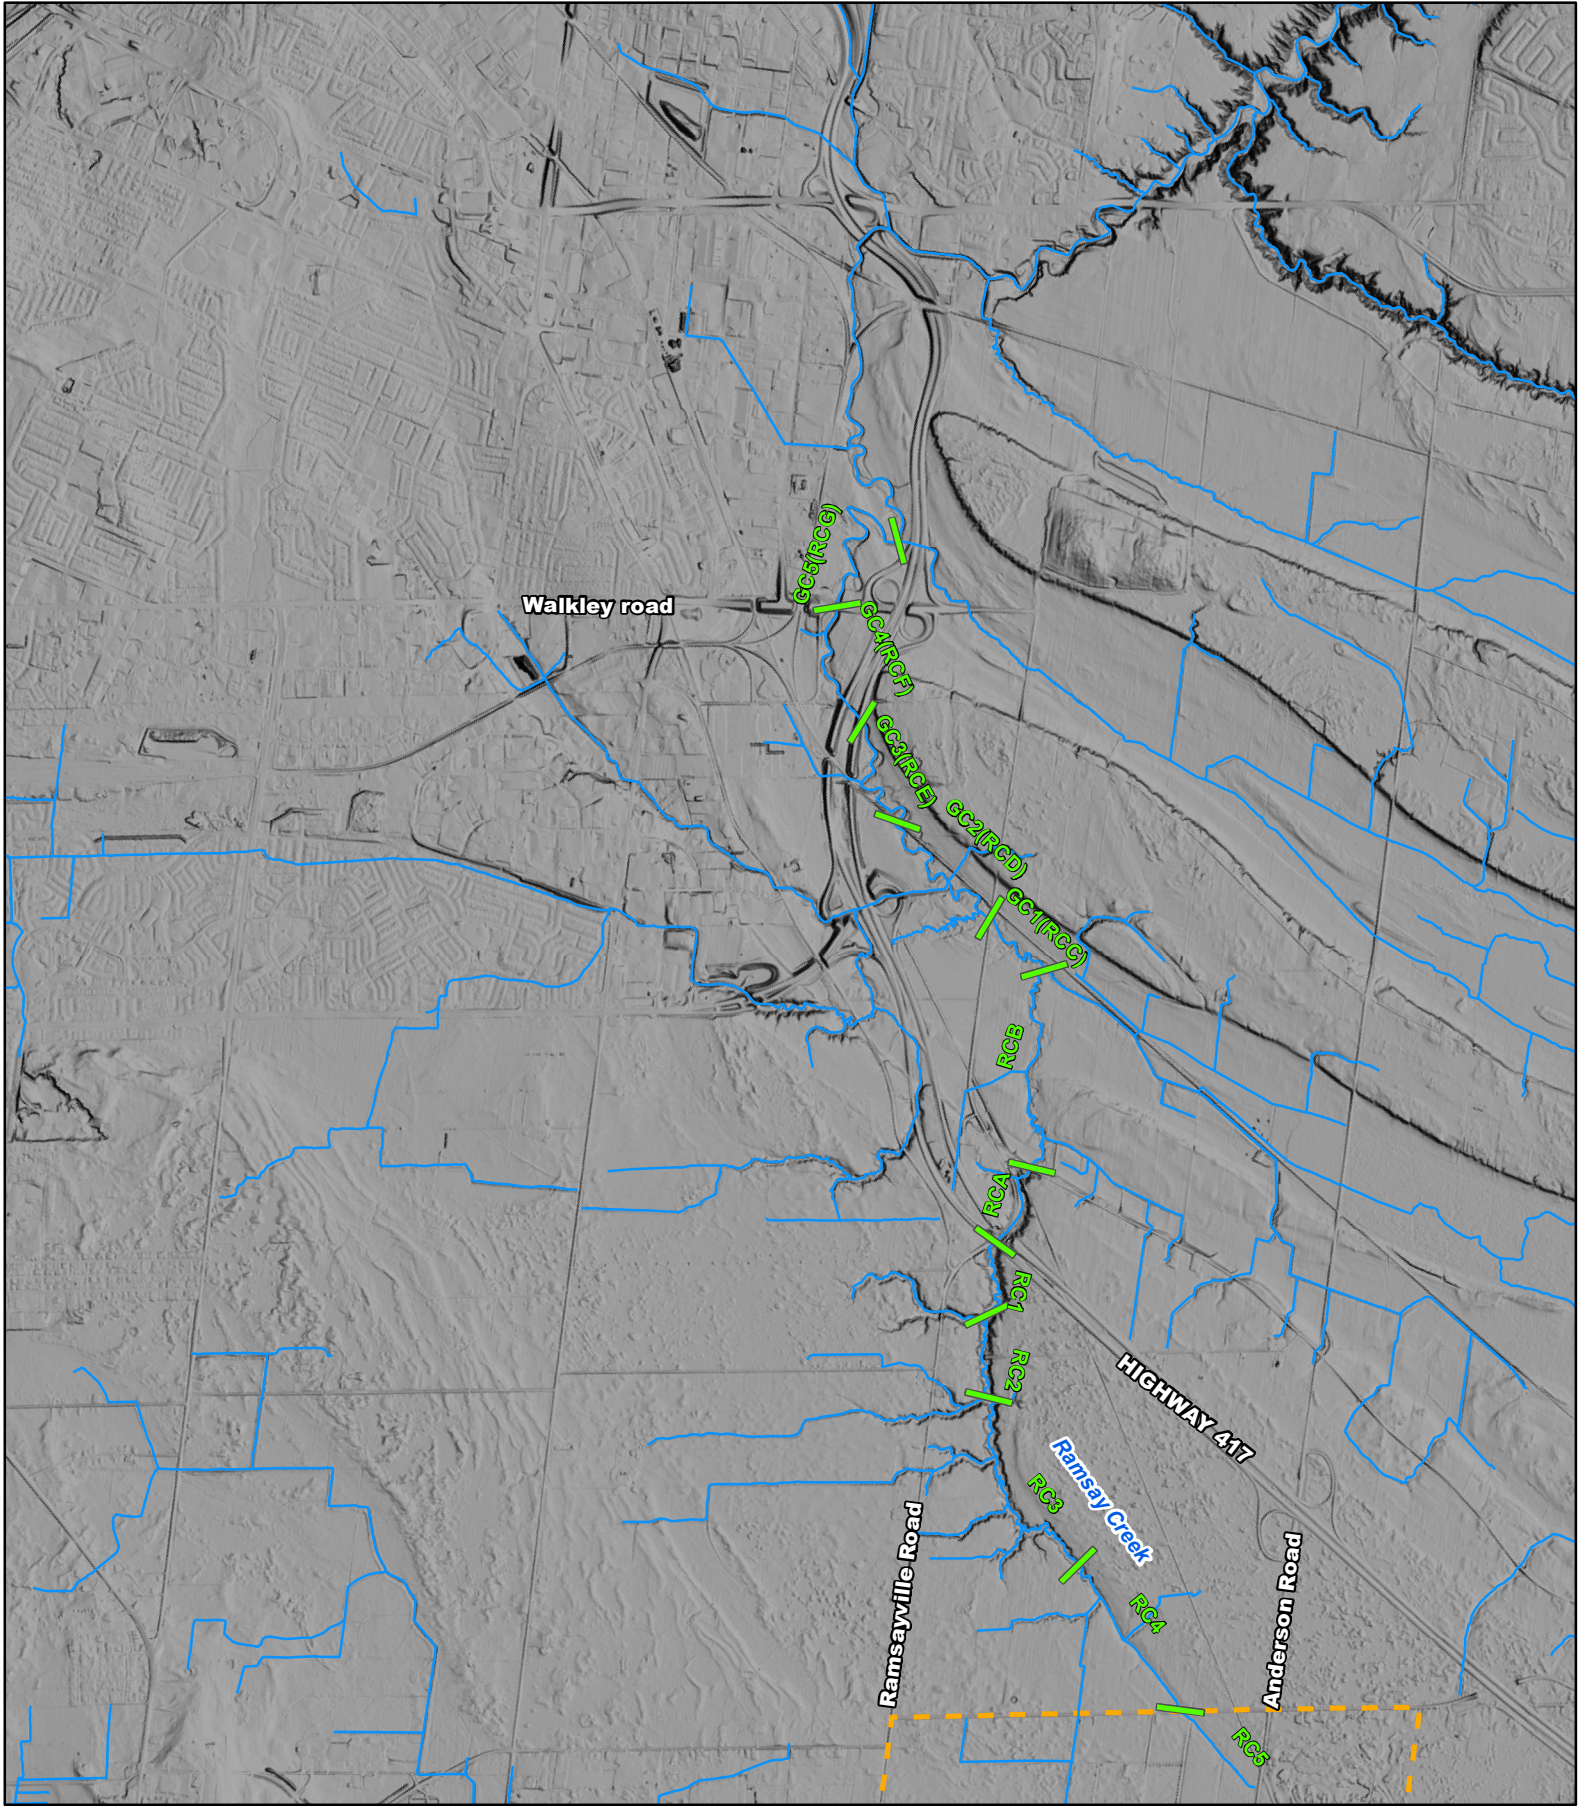 GC5(RCG)
Walkley road
GC4(RCF)
GC3(RCE)
GC2(RCD)
GC1(RCC)
RCB
RCA
RC1
RC2
HIGHWAY 417
Ramsay Creek
RC3
Ramsayville Road
Anderson Road
RC4
RC5